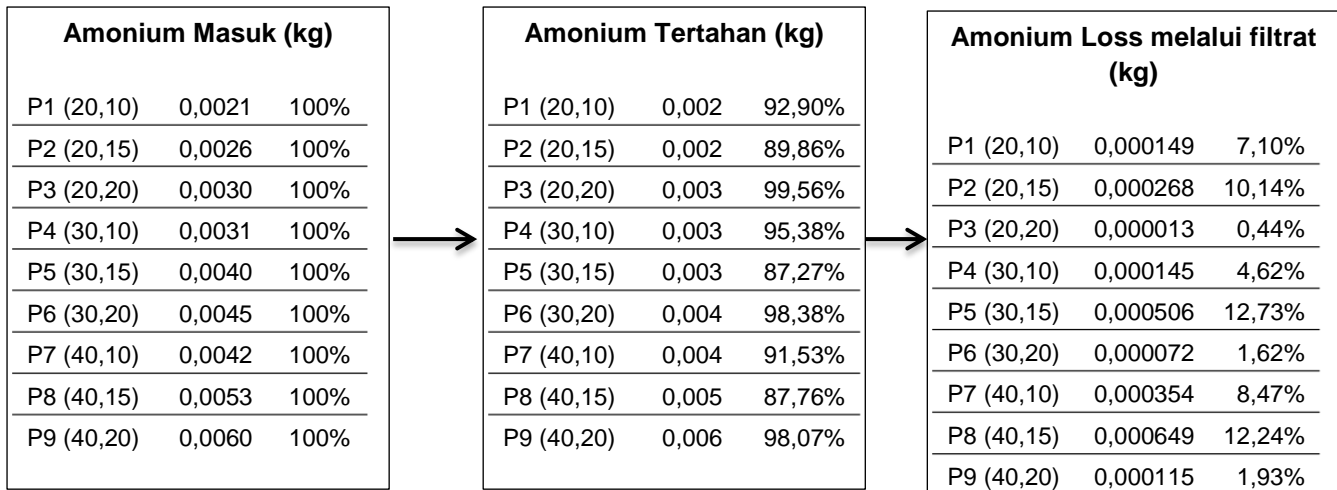 Amonium Masuk (kg)
P1 (20,10) 0,0021 100%
P2 (20,15) 0,0026 100%
P3 (20,20) 0,0030 100%
P4 (30,10) 0,0031 100%
P5 (30,15) 0,0040 100%
P6 (30,20) 0,0045 100%
P7 (40,10) 0,0042 100%
P8 (40,15) 0,0053 100%
P9 (40,20) 0,0060 100%
Amonium Tertahan (kg)
P1 (20,10) 0,002 92,90%
P2 (20,15) 0,002 89,86%
P3 (20,20) 0,003 99,56%
P4 (30,10) 0,003 95,38%
P5 (30,15) 0,003 87,27%
P6 (30,20) 0,004 98,38%
P7 (40,10) 0,004 91,53%
P8 (40,15) 0,005 87,76%
P9 (40,20) 0,006 98,07%
Amonium Loss melalui filtrat
(kg)
P1 (20,10) 0,000149 7,10%
P2 (20,15) 0,000268 10,14%
P3 (20,20) 0,000013 0,44%
P4 (30,10) 0,000145 4,62%
P5 (30,15) 0,000506 12,73%
P6 (30,20) 0,000072 1,62%
P7 (40,10) 0,000354 8,47%
P8 (40,15) 0,000649 12,24%
P9 (40,20) 0,000115 1,93%